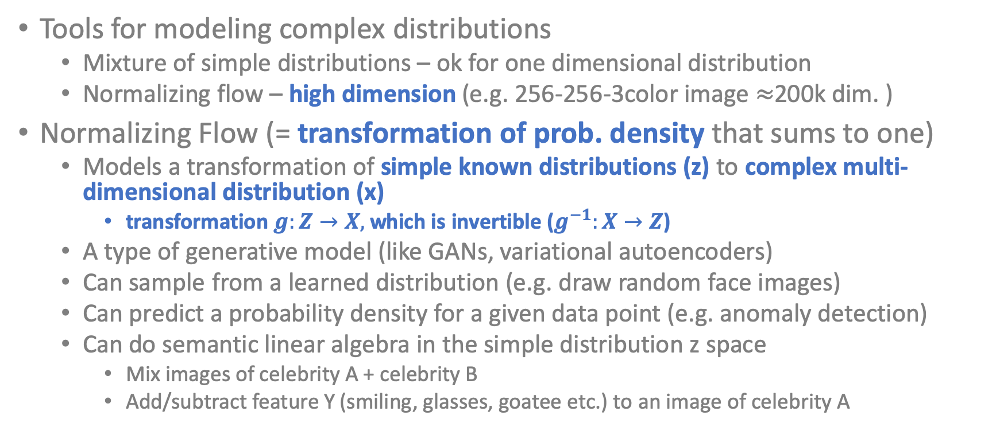 • Tools for modeling complex distributions
• Mixture of simple distributions – ok for one dimensional distribution
• Normalizing flow – high dimension (e.g. 256-256-3color image ≈200k dim. )
• Normalizing Flow (= transformation of prob. density that sums to one)
• Models a transformation of simple known distributions (z) to complex multi-
dimensional distribution (x)
• transformation g: Z → X, which is invertible (g⁻¹: X → Z)
• A type of generative model (like GANs, variational autoencoders)
• Can sample from a learned distribution (e.g. draw random face images)
• Can predict a probability density for a given data point (e.g. anomaly detection)
• Can do semantic linear algebra in the simple distribution z space
• Mix images of celebrity A + celebrity B
• Add/subtract feature Y (smiling, glasses, goatee etc.) to an image of celebrity A